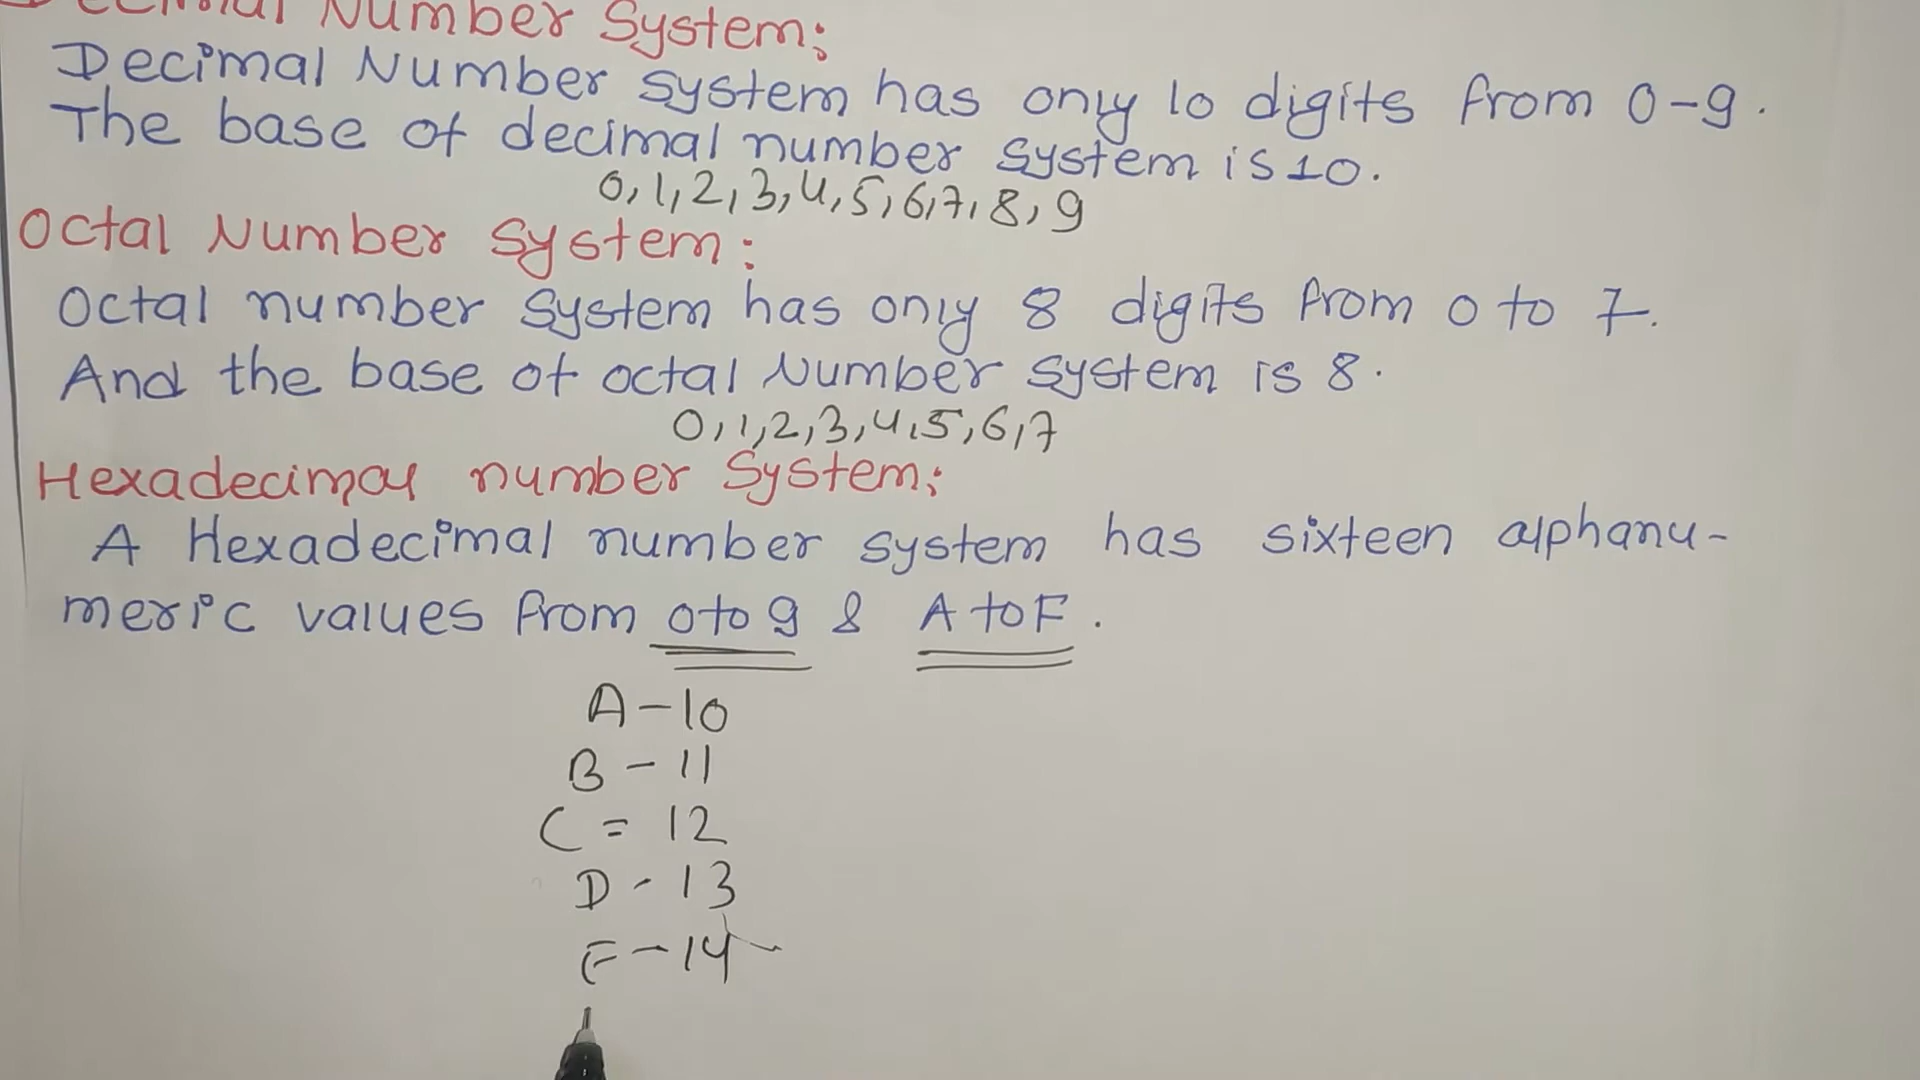 Decimal Number System:
Decimal Number system has only 10 digits from 0-9.
The base of decimal number system is 10.
0,1,2,3,4,5,6,7,8,9
Octal Number System:
Octal number system has only 8 digits from 0 to 7.
And the base of octal Number system is 8.
0,1,2,3,4,5,6,7
Hexadecimal number System:
A Hexadecimal number system has sixteen alphanu-
meric values from 0 to 9 & A to F.
A-10
B-11
C=12
D-13
E-14